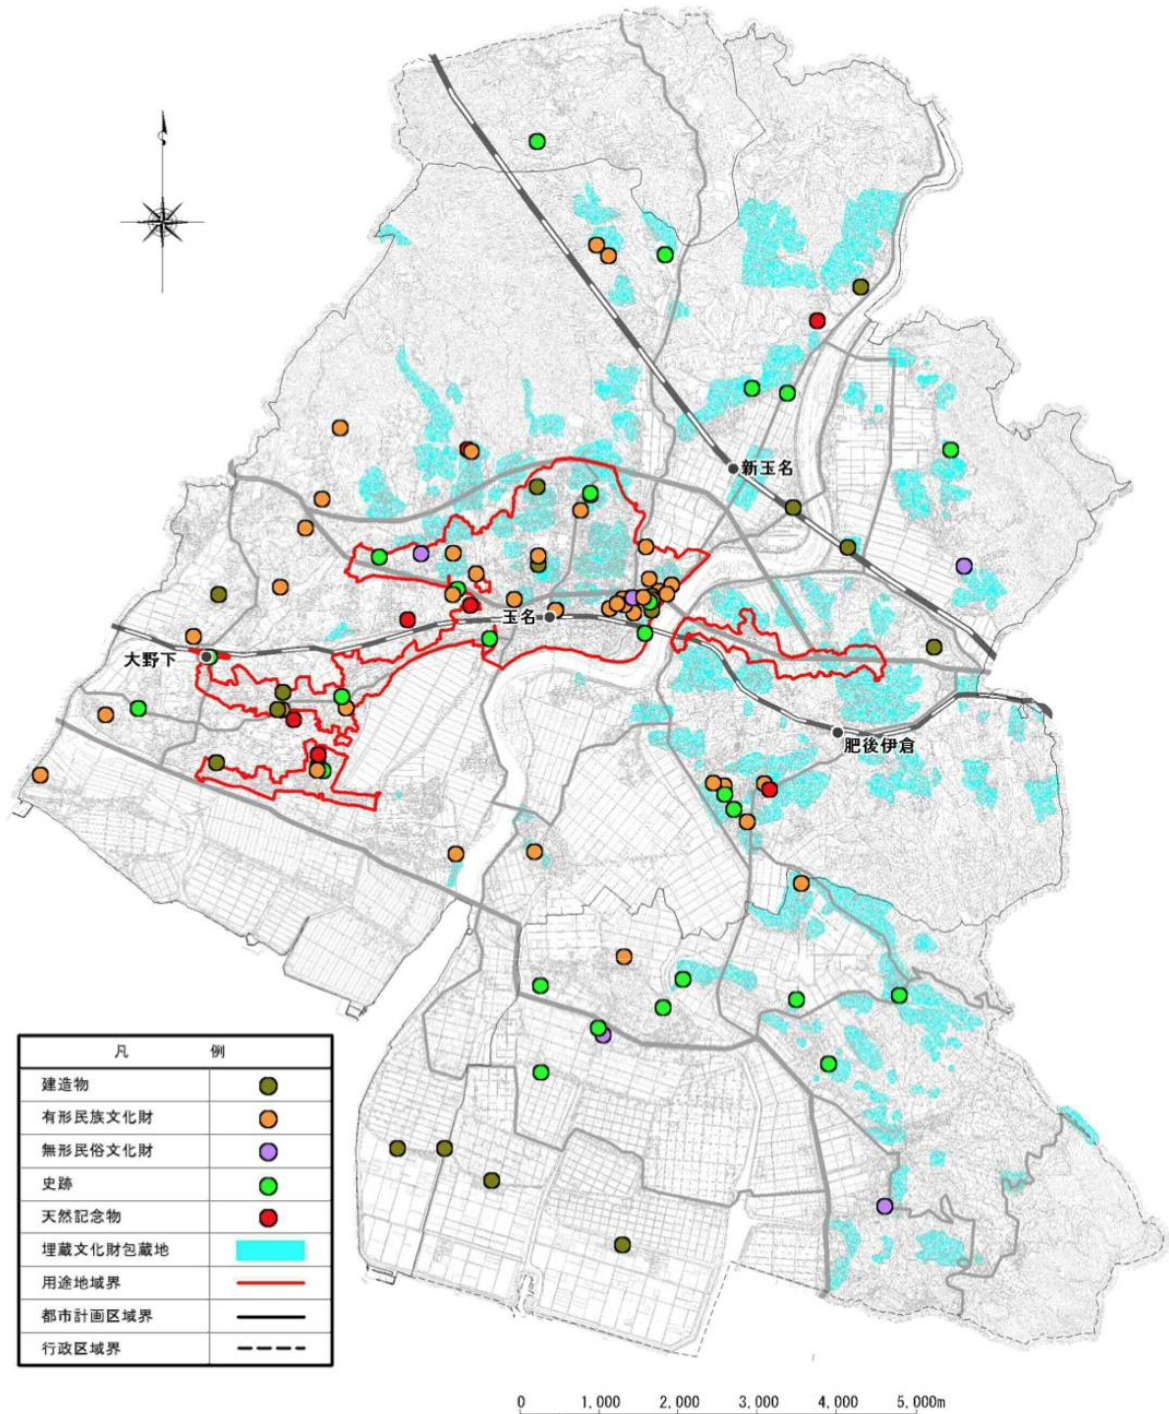 新玉名
玉名
大野下
肥後伊倉
凡 例
建造物
有形民族文化財
無形民俗文化財
史跡
天然記念物
埋蔵文化財包蔵地
用途地域界
都市計画区域界
行政区域界
0 1,000 2,000 3,000 4,000 5,000m